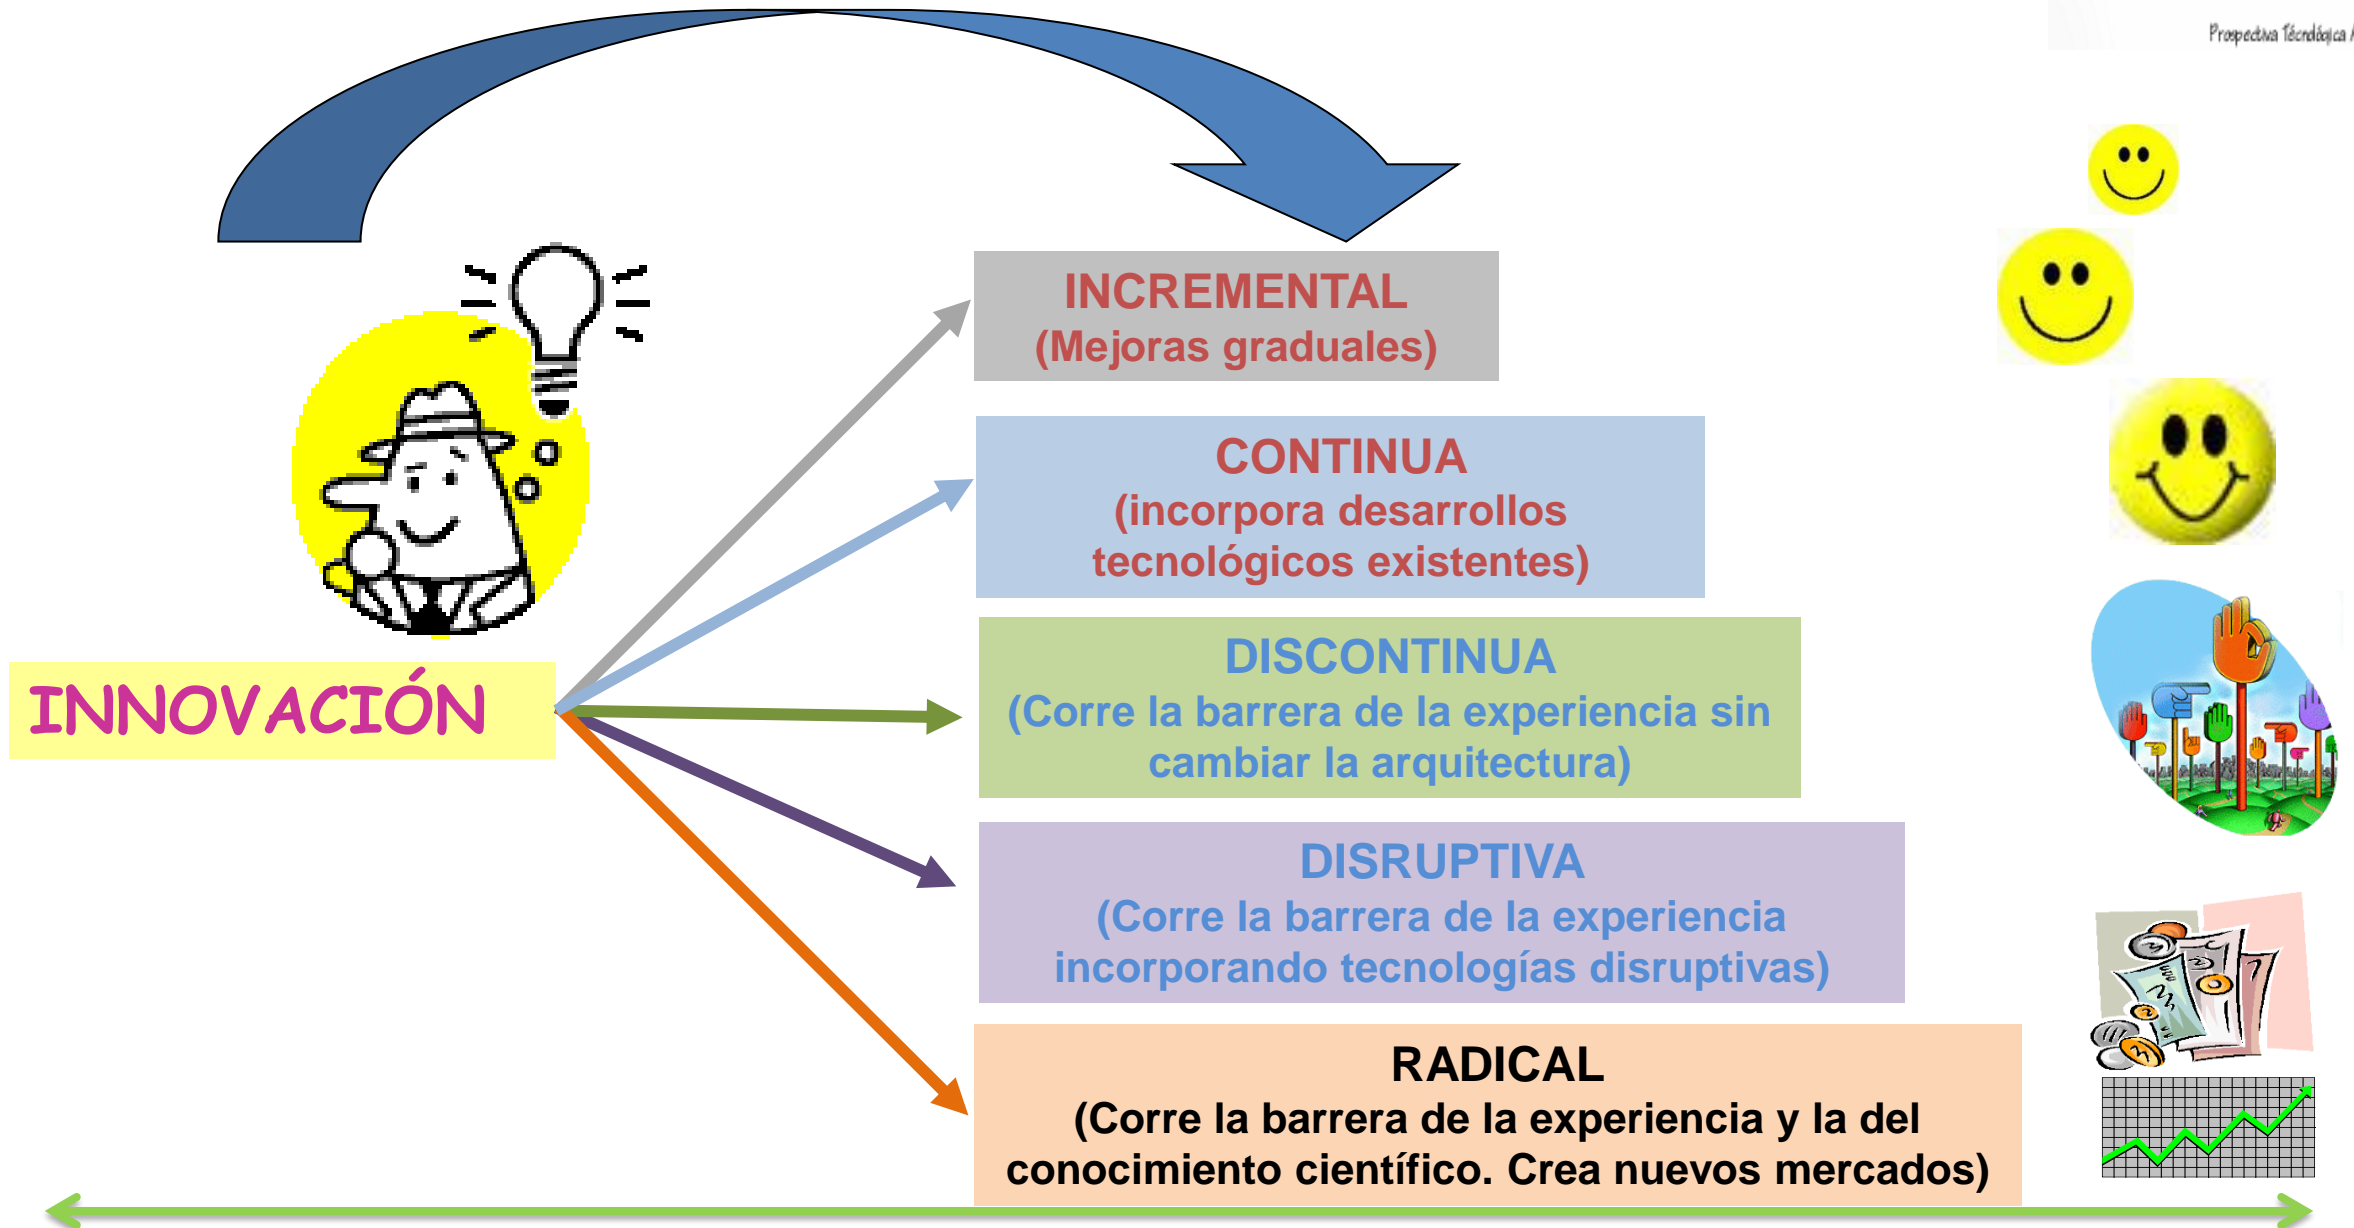 Prospectiva Técnológica
INCREMENTAL
(Mejoras graduales)
CONTINUA
(incorpora desarrollos
tecnológicos existentes)
INNOVACIÓN
DISCONTINUA
(Corre la barrera de la experiencia sin
cambiar la arquitectura)
DISRUPTIVA
(Corre la barrera de la experiencia
incorporando tecnologías disruptivas)
RADICAL
(Corre la barrera de la experiencia y la del
conocimiento científico. Crea nuevos mercados)